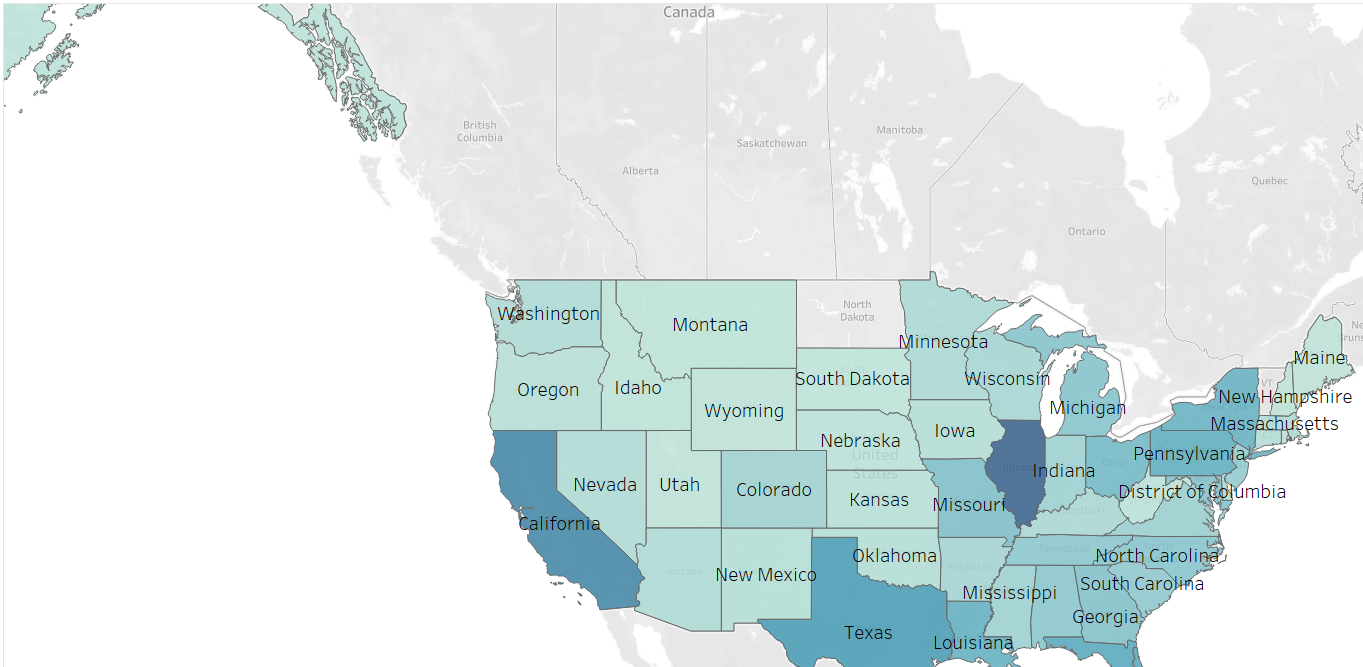 Canada
British
Columbia
Manitoba
Saskatchewan
Alberta
Quebec
Ontario
North
Dakota
Washington
Montana
Minnesota
Maine
South Dakota
Wisconsin
Oregon
Idaho
VT
New Hampshire
Wyoming
Michigan
Massachusetts
Iowa
Nebraska
United
States
Pennsylvania
Ohio
Illinois
Indiana
Nevada
Utah
Colorado
District of Columbia
Kansas
Missouri
Kentucky
California
Tennessee
North Carolina
Oklahoma
Arizona
New Mexico
Arkansas
South Carolina
Mississippi
Georgia
Texas
Louisiana